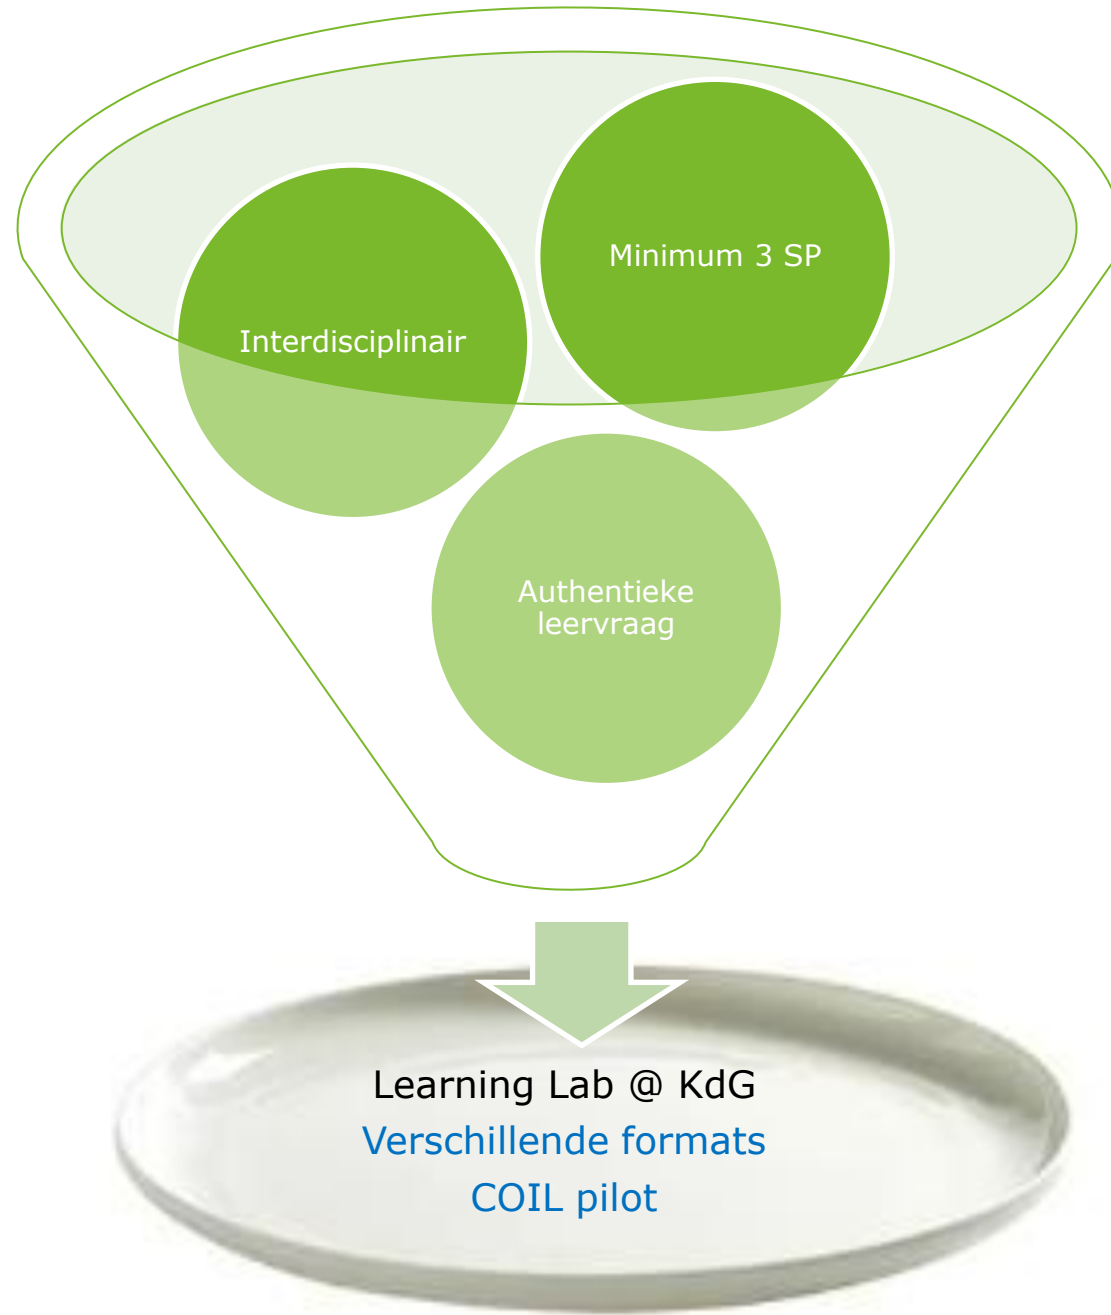 Minimum 3 SP
Interdisciplinair
Authentieke
leervraag
Learning Lab @ KdG
Verschillende formats
COIL pilot